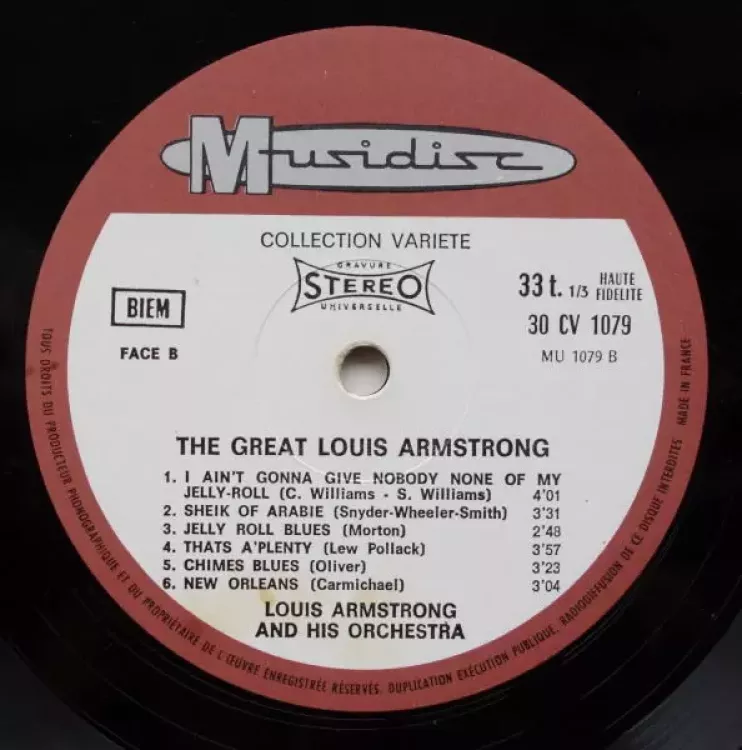 Musidisc
COLLECTION VARIETE
GRAVURE
STEREO
UNIVERSELLE
BIEM
FACE B
33 t. 1/3 HAUTE FIDELITE
30 CV 1079
MU 1079 B
THE GREAT LOUIS ARMSTRONG
1. I AIN'T GONNA GIVE NOBODY NONE OF MY
JELLY-ROLL (C. Williams - S. Williams) 4'01
2. SHEIK OF ARABIE (Snyder-Wheeler-Smith) 3'31
3. JELLY ROLL BLUES (Morton) 2'48
4. THATS A'PLENTY (Lew Pollack) 3'57
5. CHIMES BLUES (Oliver) 3'23
6. NEW ORLEANS (Carmichael) 3'04
LOUIS ARMSTRONG
AND HIS ORCHESTRA
TOUS DROITS DU PRODUCTEUR PHONOGRAPHIQUE ET DU PROPRIÉTAIRE DE L'ŒUVRE ENREGISTRÉE RÉSERVÉS. DUPLICATION EXÉCUTION PUBLIQUE, RADIODIFFUSION DE CE DISQUE INTERDITES MADE IN FRANCE